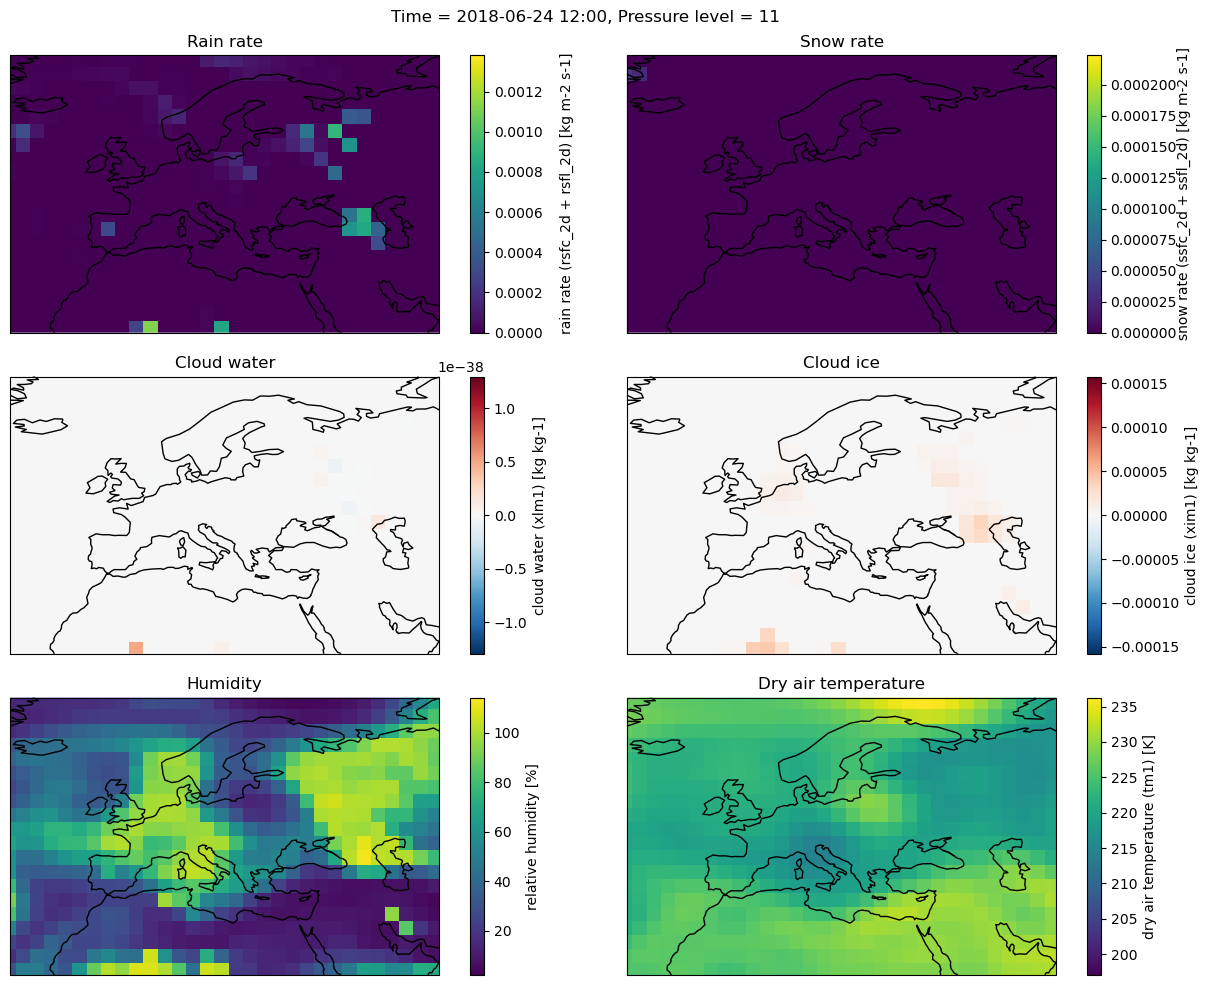 Time = 2018-06-24 12:00, Pressure level = 11
Rain rate
0.0012
0.0010
0.0008
0.0006
0.0004
0.0002
0.0000
rain rate (rsfc_2d + rsfl_2d) [kg m-2 s-1]
Snow rate
0.000200
0.000175
0.000150
0.000125
0.000100
0.000075
0.000050
0.000025
0.000000
snow rate (ssfc_2d + ssfl_2d) [kg m-2 s-1]
Cloud water
1e−38
1.0
0.5
0.0
−0.5
−1.0
cloud water (xlm1) [kg kg-1]
Cloud ice
0.00015
0.00010
0.00005
0.00000
−0.00005
−0.00010
−0.00015
cloud ice (xim1) [kg kg-1]
Humidity
100
80
60
40
20
relative humidity [%]
Dry air temperature
235
230
225
220
215
210
205
200
dry air temperature (tm1) [K]